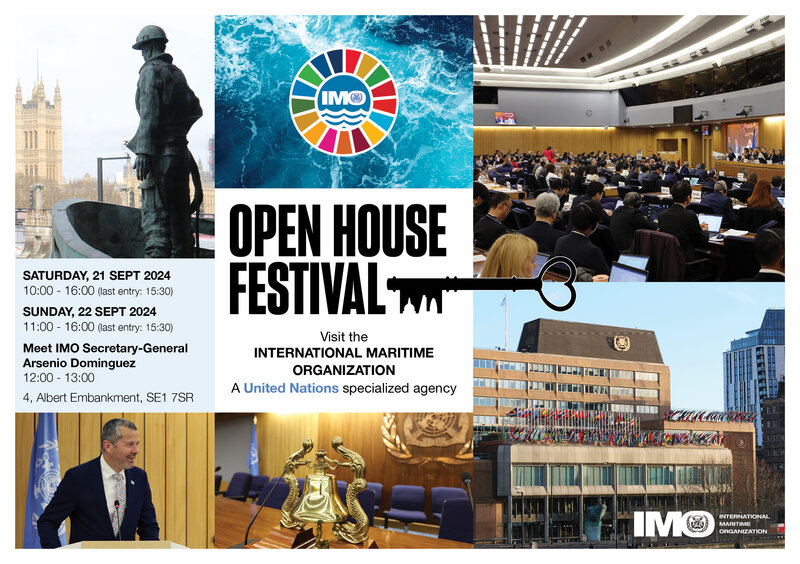 IMO
OPEN HOUSE
FESTIVAL
Visit the
INTERNATIONAL MARITIME
ORGANIZATION
A United Nations specialized agency
SATURDAY, 21 SEPT 2024
10:00 - 16:00 (last entry: 15:30)
SUNDAY, 22 SEPT 2024
11:00 - 16:00 (last entry: 15:30)
Meet IMO Secretary-General
Arsenio Dominguez
12:00 - 13:00
4, Albert Embankment, SE1 7SR
IMO
INTERNATIONAL
MARITIME
ORGANIZATION